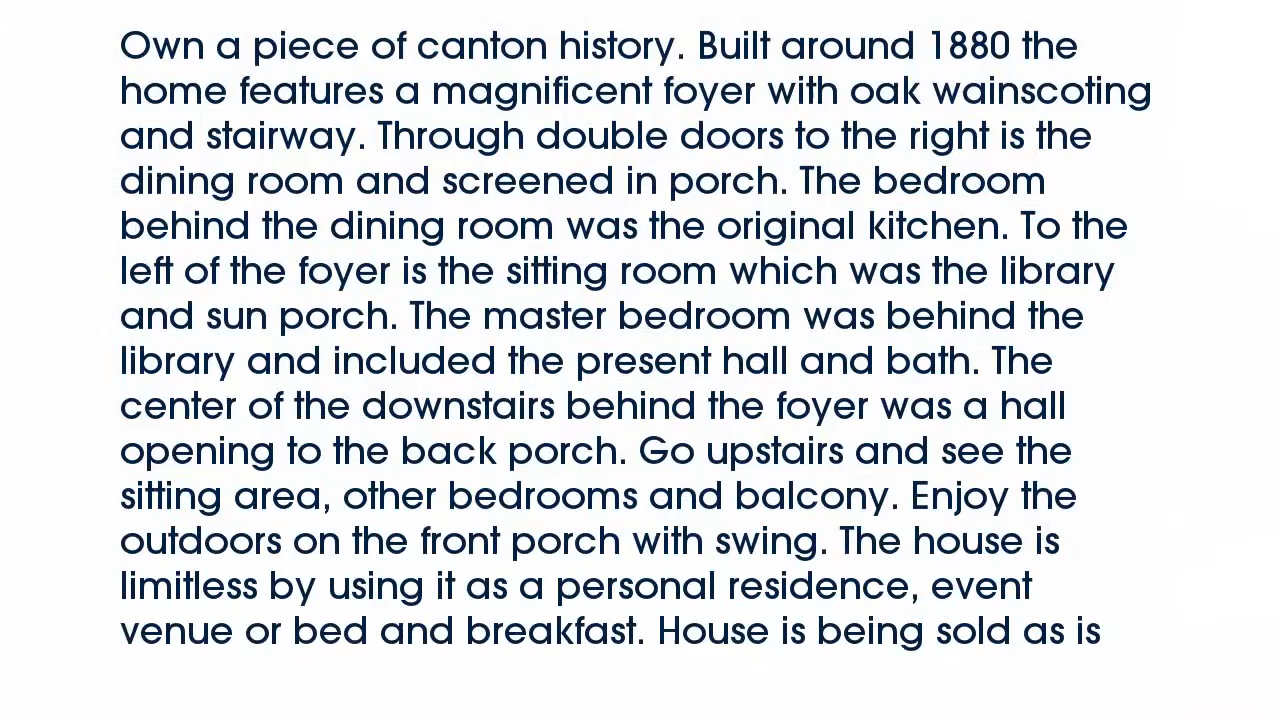 Own a piece of canton history. Built around 1880 the
home features a magnificent foyer with oak wainscoting
and stairway. Through double doors to the right is the
dining room and screened in porch. The bedroom
behind the dining room was the original kitchen. To the
left of the foyer is the sitting room which was the library
and sun porch. The master bedroom was behind the
library and included the present hall and bath. The
center of the downstairs behind the foyer was a hall
opening to the back porch. Go upstairs and see the
sitting area, other bedrooms and balcony. Enjoy the
outdoors on the front porch with swing. The house is
limitless by using it as a personal residence, event
venue or bed and breakfast. House is being sold as is